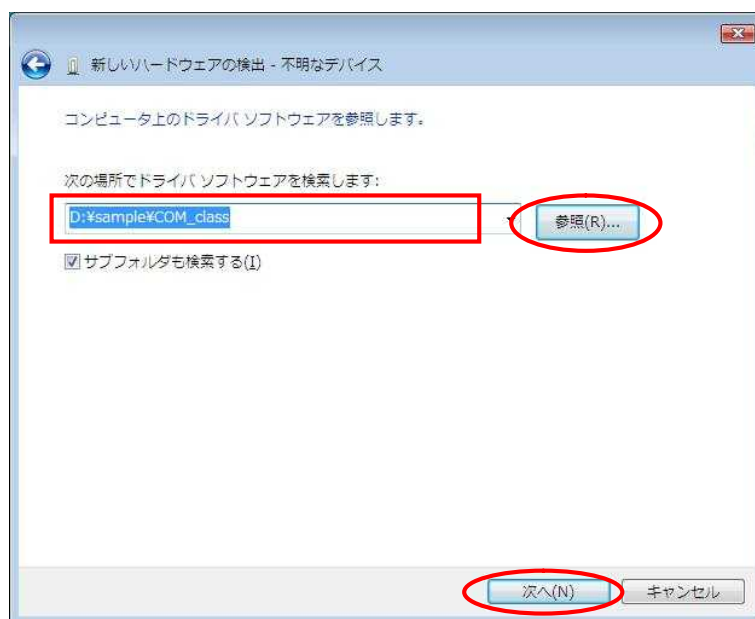 新しいハードウェアの検出 - 不明なデバイス
コンピュータ上のドライバ ソフトウェアを参照します。
次の場所でドライバ ソフトウェアを検索します:
D:¥sample¥COM_class
参照(R)...
サブフォルダも検索する(I)
次へ(N)
キャンセル